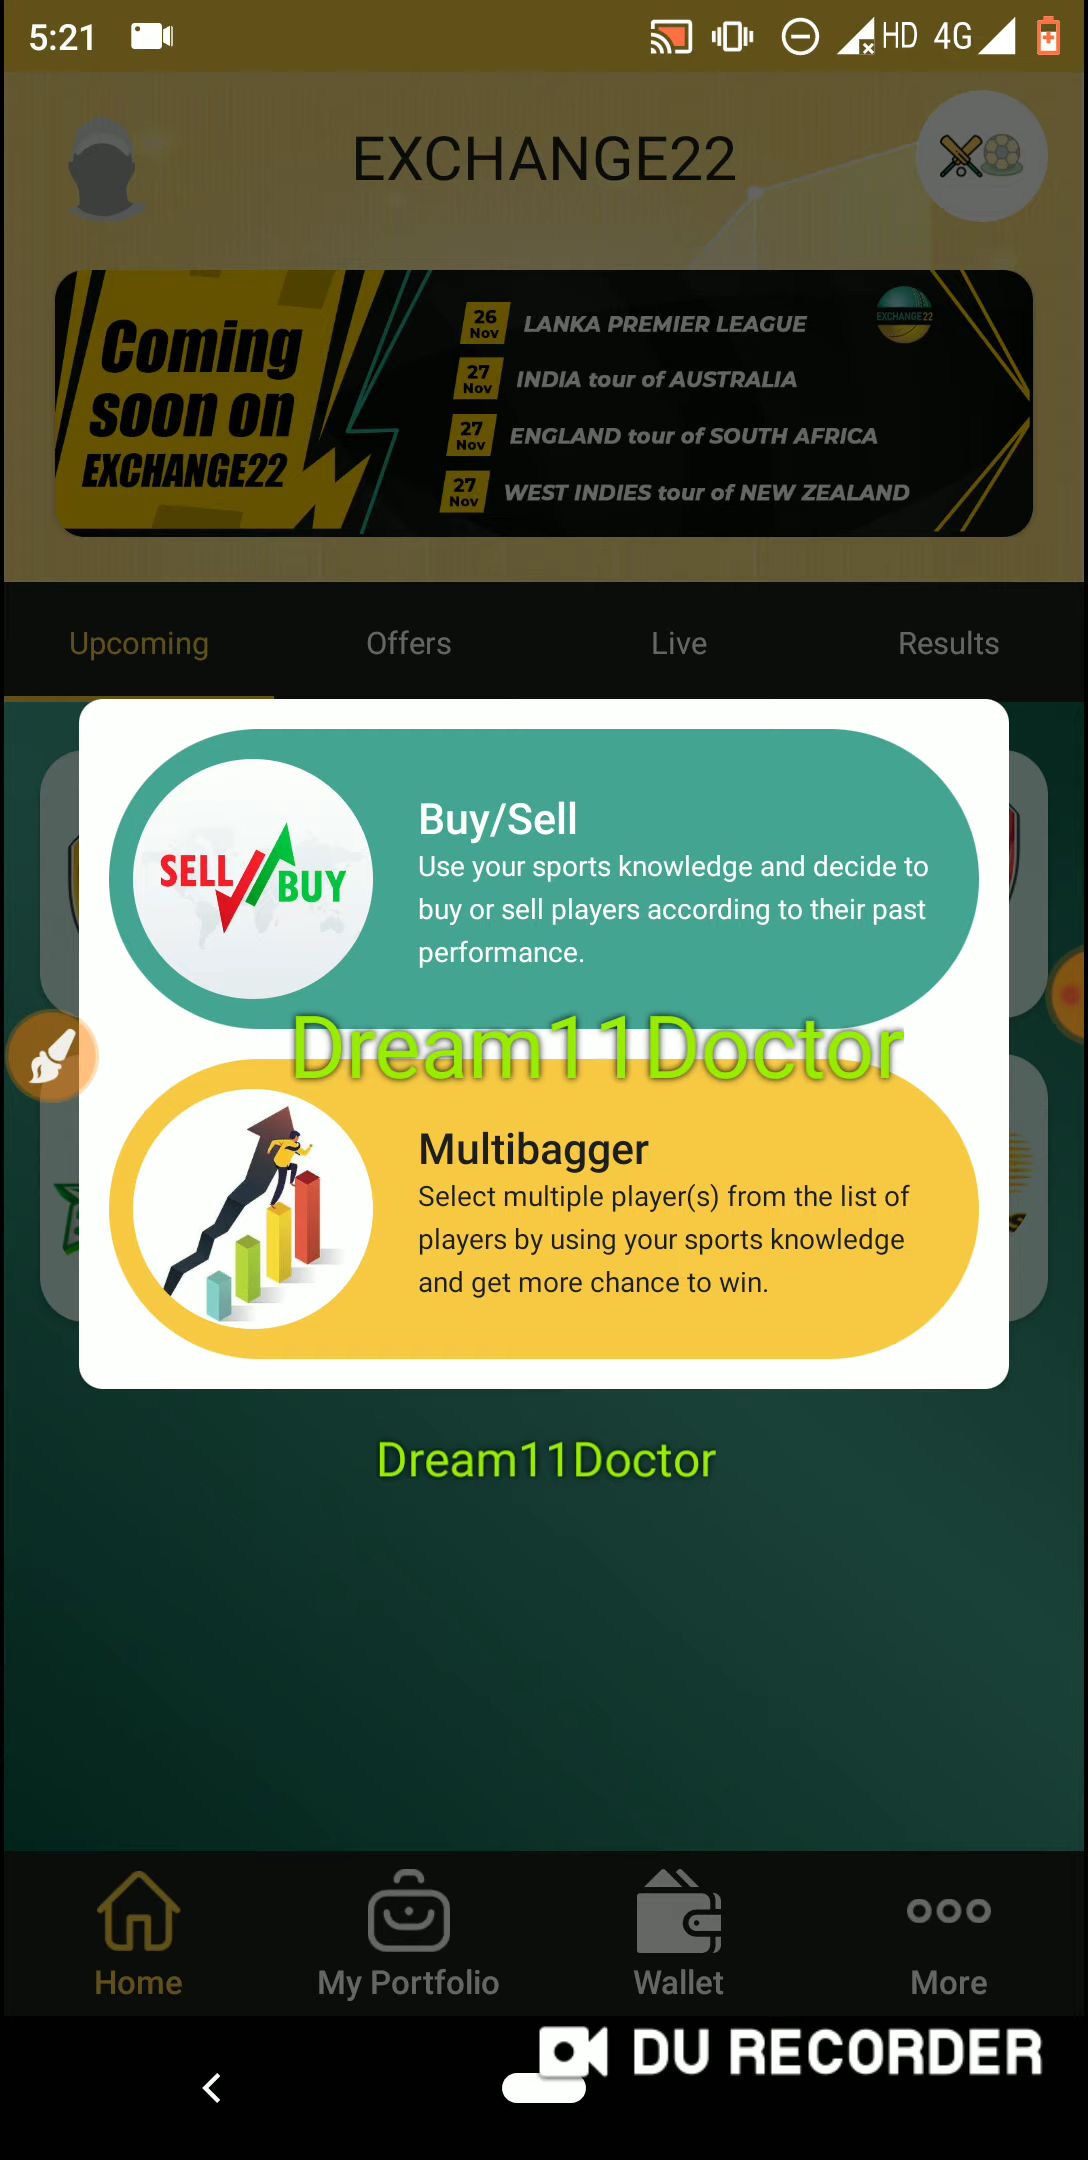 5:21
HD 4G
EXCHANGE22
Coming
soon on
EXCHANGE22
26
Nov
LANKA PREMIER LEAGUE
EXCHANGE22
27
Nov
INDIA tour of AUSTRALIA
27
Nov
ENGLAND tour of SOUTH AFRICA
27
Nov
WEST INDIES tour of NEW ZEALAND
Upcoming
Offers
Live
Results
SELL
BUY
Buy/Sell
Use your sports knowledge and decide to
buy or sell players according to their past
performance.
Dream11Doctor
Multibagger
Select multiple player(s) from the list of
players by using your sports knowledge
and get more chance to win.
Dream11Doctor
Home
My Portfolio
Wallet
More
DU RECORDER